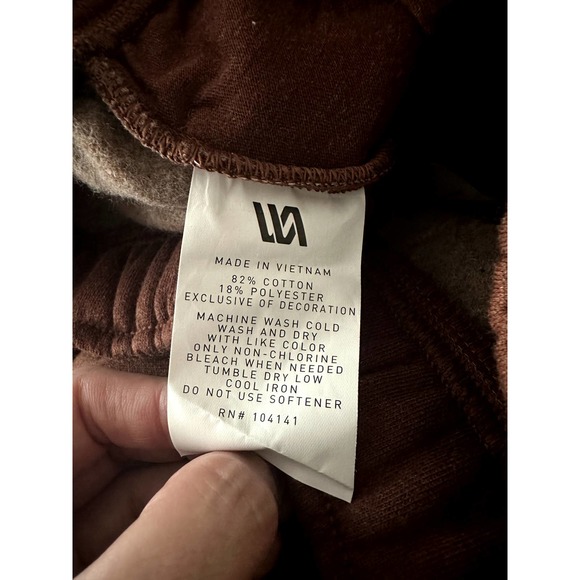 MADE IN VIETNAM
82% COTTON
18% POLYESTER
EXCLUSIVE OF DECORATION
MACHINE WASH COLD
WASH AND DRY
WITH LIKE COLOR
ONLY NON-CHLORINE
BLEACH WHEN NEEDED
TUMBLE DRY LOW
COOL IRON
DO NOT USE SOFTENER
RN# 104141